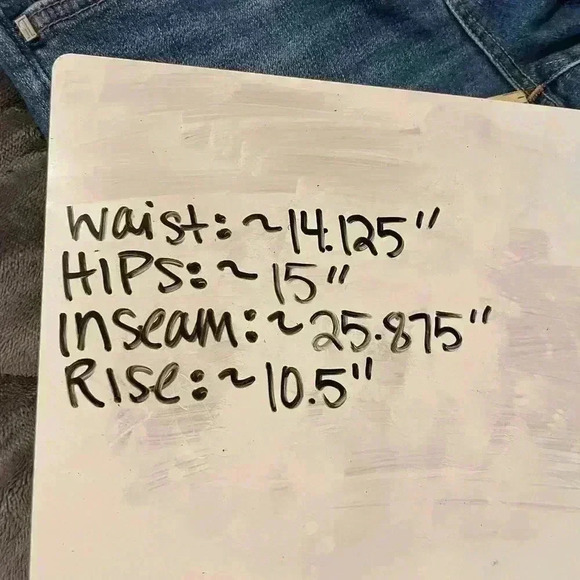 Waist: ~14.125"
HIPS: ~15"
Inseam: ~25.875"
Rise: ~10.5"